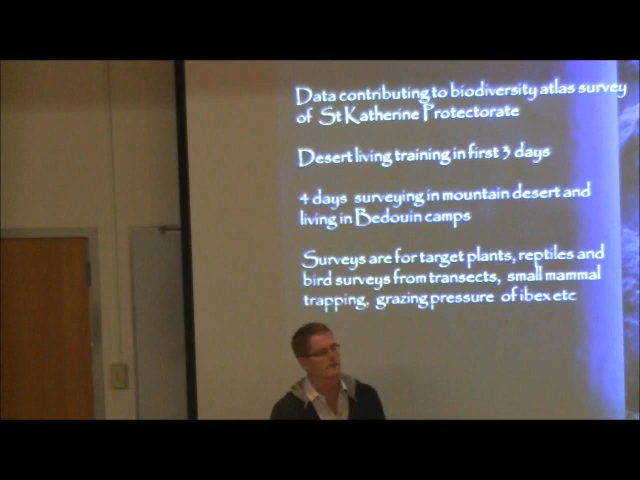 Data contributing to biodiversity atlas survey
of St Katherine Protectorate
Desert living training in first 3 days
4 days surveying in mountain desert and
living in Bedouin camps
Surveys are for target plants, reptiles and
bird surveys from transects, small mammal
trapping, grazing pressure of ibex etc